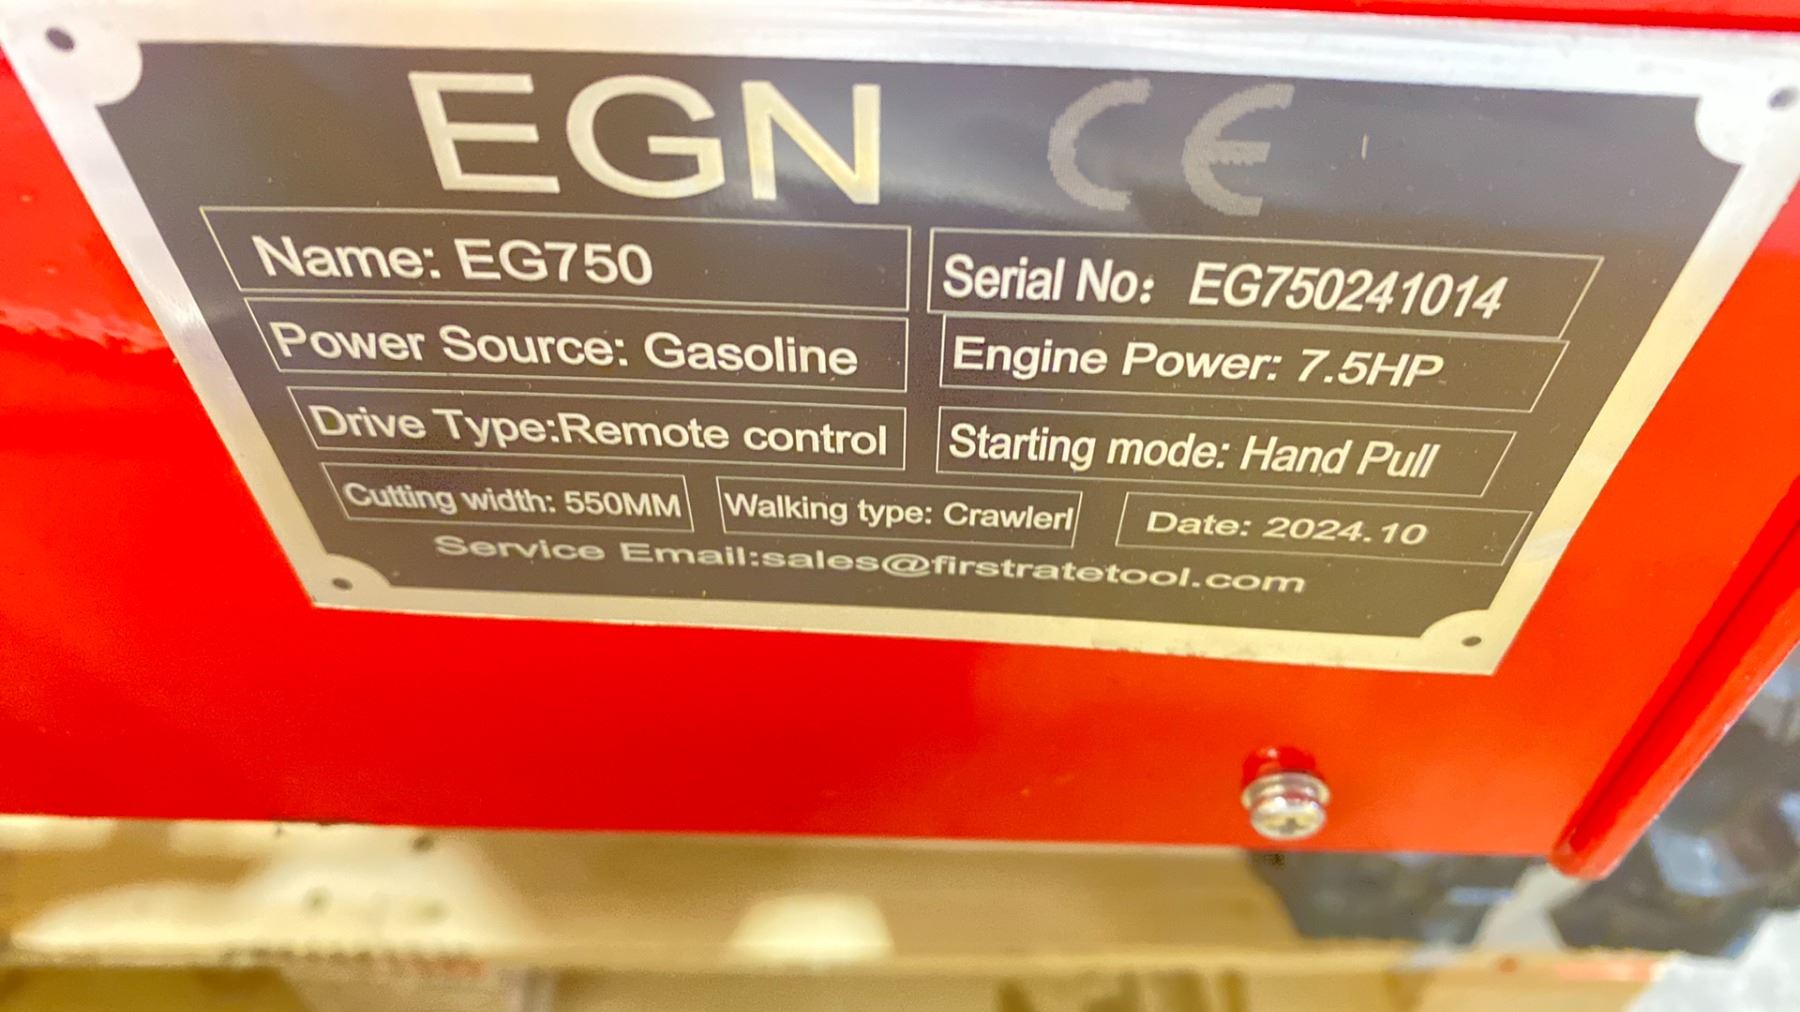 EGN CE
Name: EG750
Serial No: EG750241014
Power Source: Gasoline
Engine Power: 7.5HP
Drive Type:Remote control
Starting mode: Hand Pull
Cutting width: 550MM
Walking type: Crawlerl
Date: 2024.10
Service Email:sales@firstratetool.com